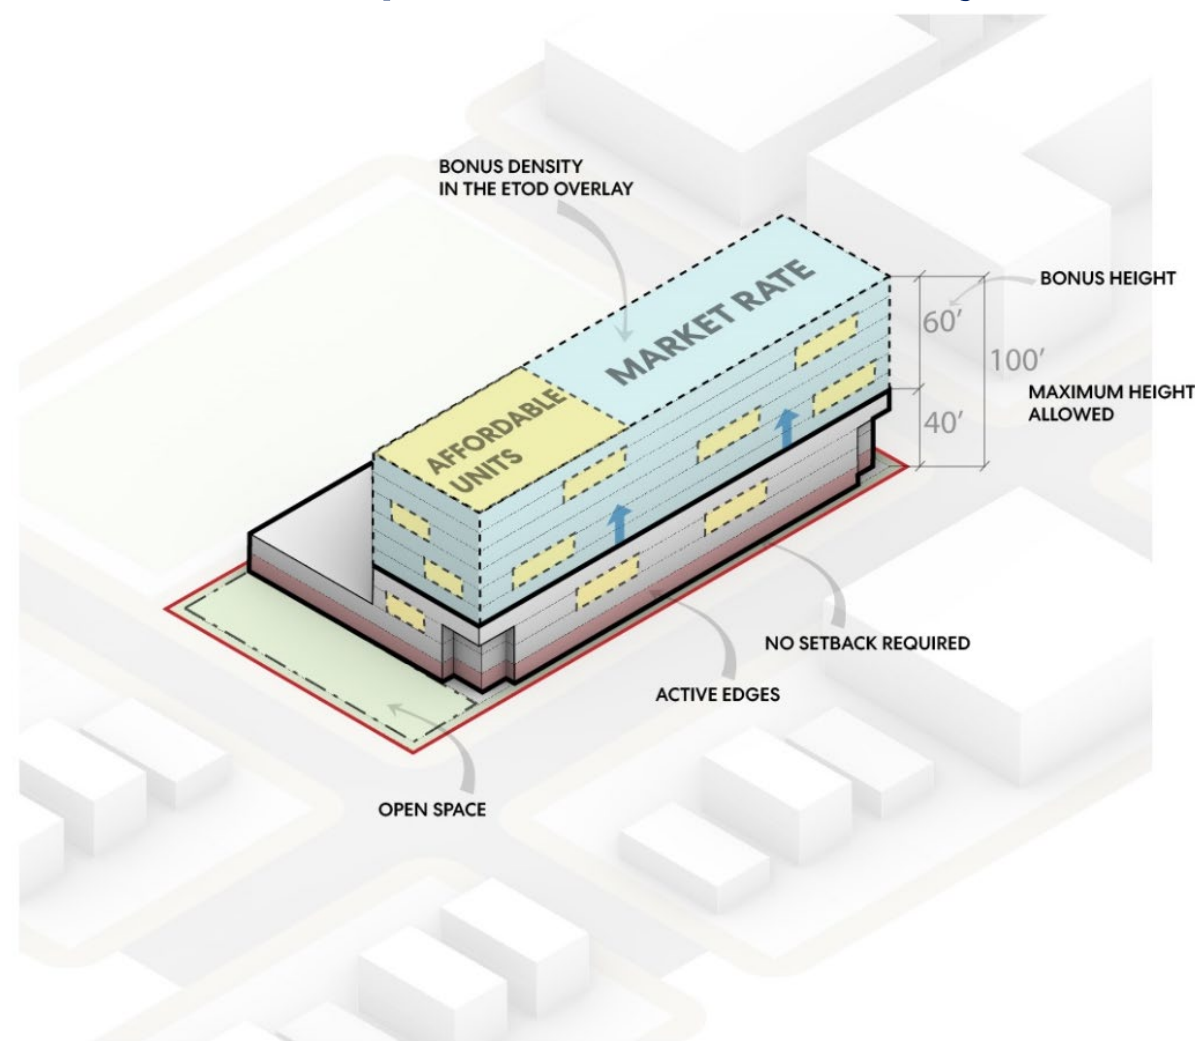 BONUS DENSITY
IN THE ETOD OVERLAY
MARKET RATE
BONUS HEIGHT
60’
100’
MAXIMUM HEIGHT
ALLOWED
40’
AFFORDABLE
UNITS
NO SETBACK REQUIRED
ACTIVE EDGES
OPEN SPACE